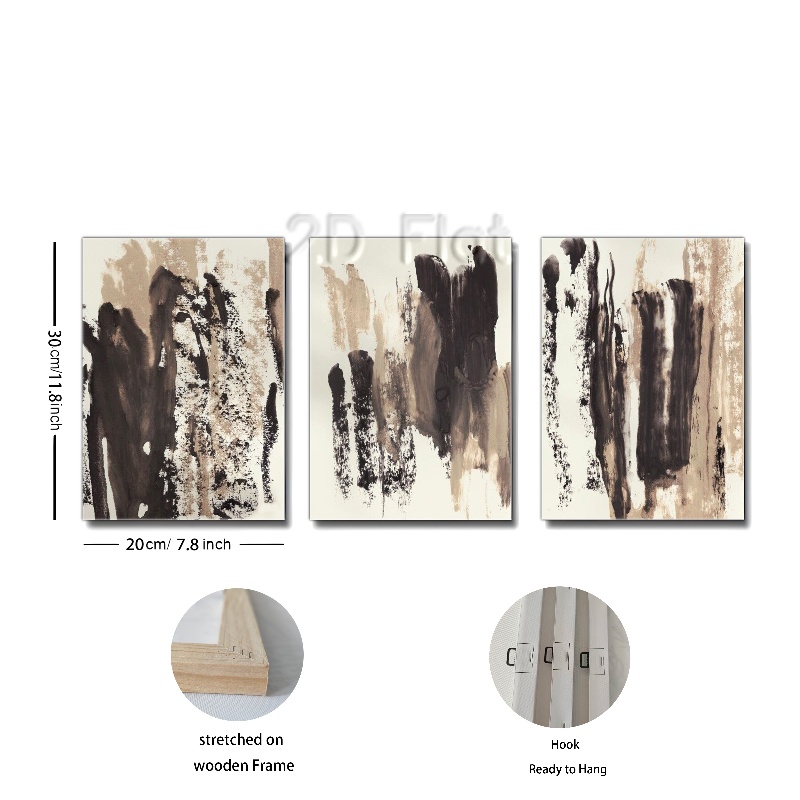 2D Flat
30cm/11.8inch
20cm/ 7.8 inch
stretched on
wooden Frame
Hook
Ready to Hang